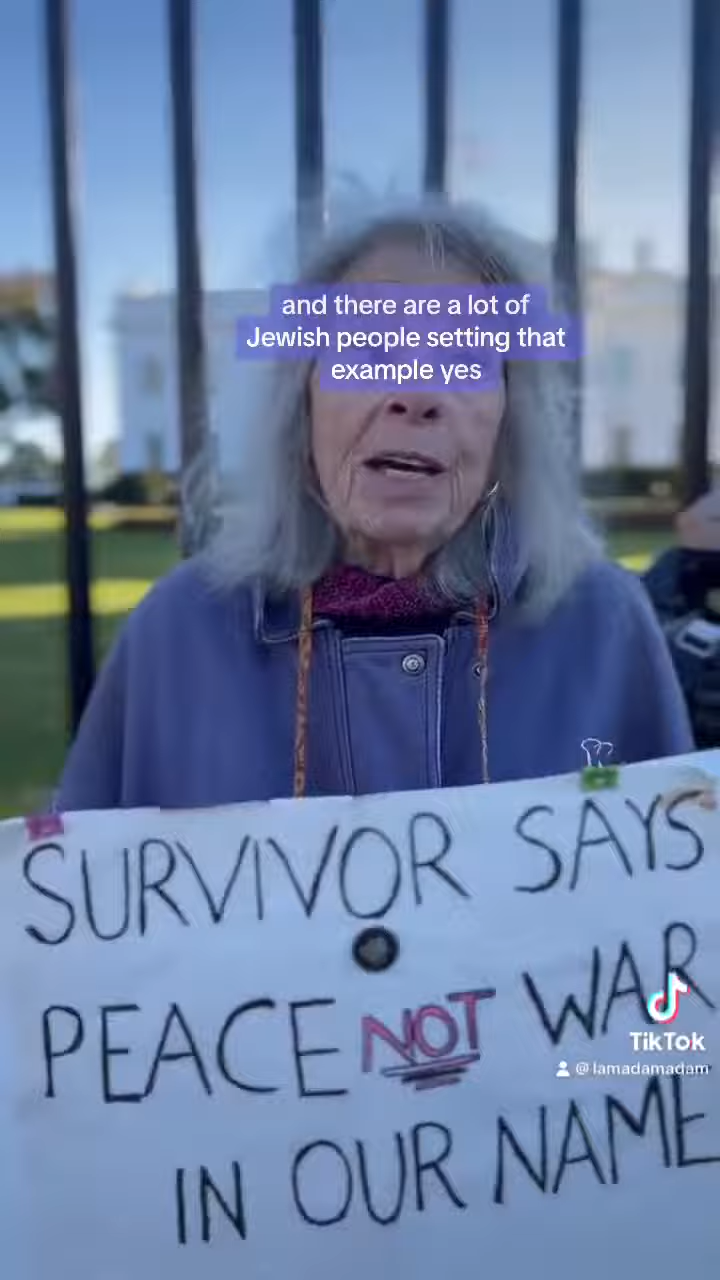 and there are a lot of
Jewish people setting that
example yes
SURVIVOR SAYS
PEACE NOT WAR
IN OUR NAME
TikTok
@lamadamadam